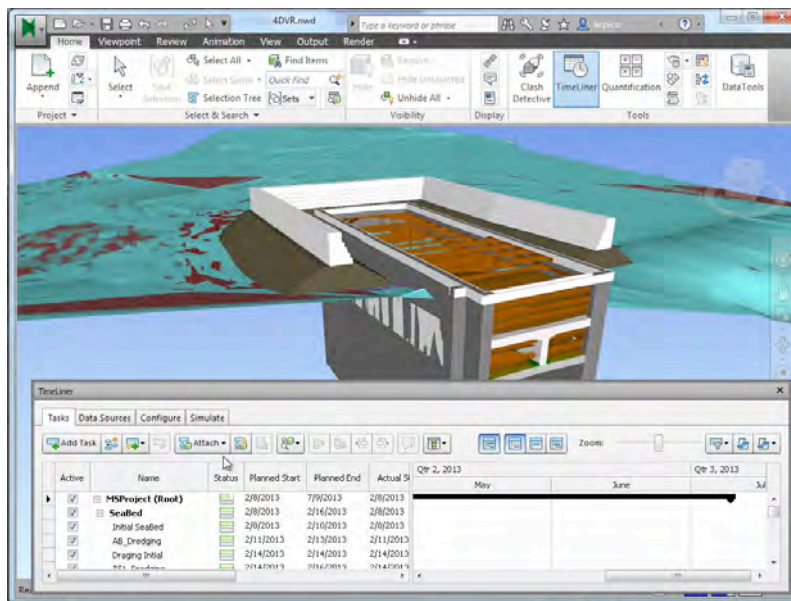 4DVR.nwd
Type a keyword or phrase
Home Viewpoint Review Animation View Output Render
Append
Select
Save Selection
Select All
Select Same
Selection Tree
Find Items
Quick Find
Sets
Hide
Require
Hide Unselected
Unhide All
Clash Detective
TimeLiner
Quantification
DataTools
Project Select & Search Visibility Display Tools
TimeLiner
Tasks Data Sources Configure Simulate
Add Task Attach Zoom:
Active Name Status Planned Start Planned End Actual St
Qtr 2, 2013 Qtr 3, 2013
May June Jul
MSProject (Root) 2/8/2013 7/9/2013 2/8/2013
SeaBed 2/8/2013 2/16/2013 2/8/2013
Initial SeaBed 2/8/2013 2/10/2013 2/8/2013
AB_Dredging 2/11/2013 2/13/2013 2/11/2013
Draging Intial 2/14/2013 2/14/2013 2/14/2013